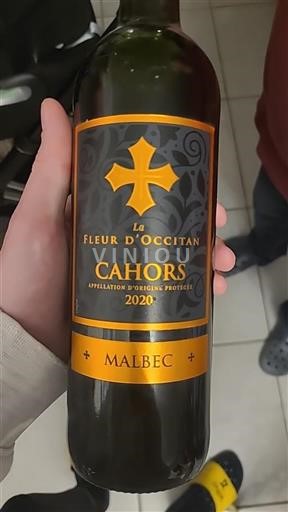 La
FLEUR D'OCCITAN
VINIOU
CAHORS
APPELLATION D'ORIGINE PROTÉGÉE
2020
MALBEC